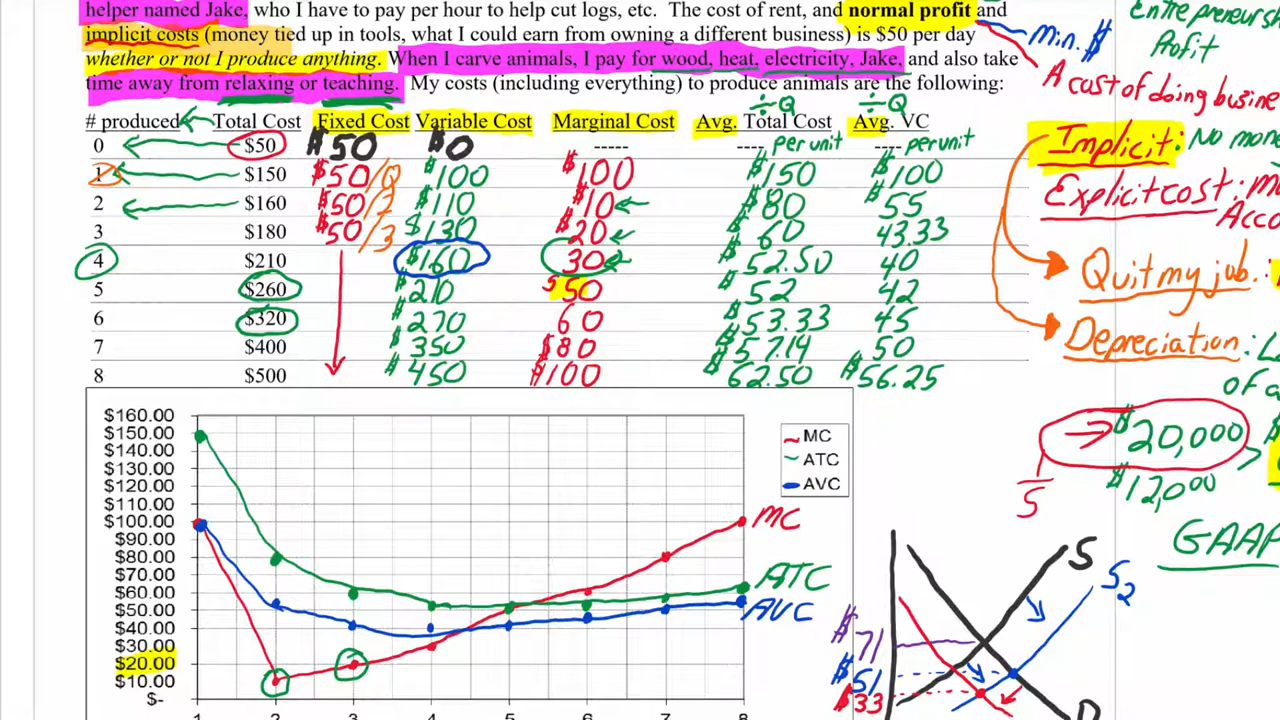 helper named Jake, who I have to pay per hour to help cut logs, etc. The cost of rent, and normal profit and
implicit costs (money tied up in tools, what I could earn from owning a different business) is $50 per day
whether or not I produce anything. When I carve animals, I pay for wood, heat, electricity, Jake, and also take
time away from relaxing or teaching. My costs (including everything) to produce animals are the following:
Entrepreneursh
Profit
Min. $
A cost of doing busine
÷Q ÷Q
# produced Total Cost Fixed Cost Variable Cost Marginal Cost Avg. Total Cost Avg. VC
0 $50 $50 $0 ----- ---- per unit ---- per unit
1 $150 $50/0 $100 $100 $150 $100
2 $160 $50/2 $110 $10 $80 $55
3 $180 $50/3 $130 $20 $60 43.33
4 $210 $160 30 $52.50 $40
5 $260 $210 $50 $52 $42
6 $320 $270 60 $53.33 $45
7 $400 $350 $80 $57.14 $50
8 $500 $450 $100 $62.50 $56.25
Implicit: No mone
Explicit cost: M
Acco
Quit my job.
Depreciation: L
of a
$20,000
$12,000
S
GAAP
$160.00
$150.00
$140.00
$130.00
$120.00
$110.00
$100.00
$90.00
$80.00
$70.00
$60.00
$50.00
$40.00
$30.00
$20.00
$10.00
$-
1 2 3 4 5 6 7 8
MC
ATC
AVC
MC
ATC
AVC
S
S2
$71
$51
$33
D